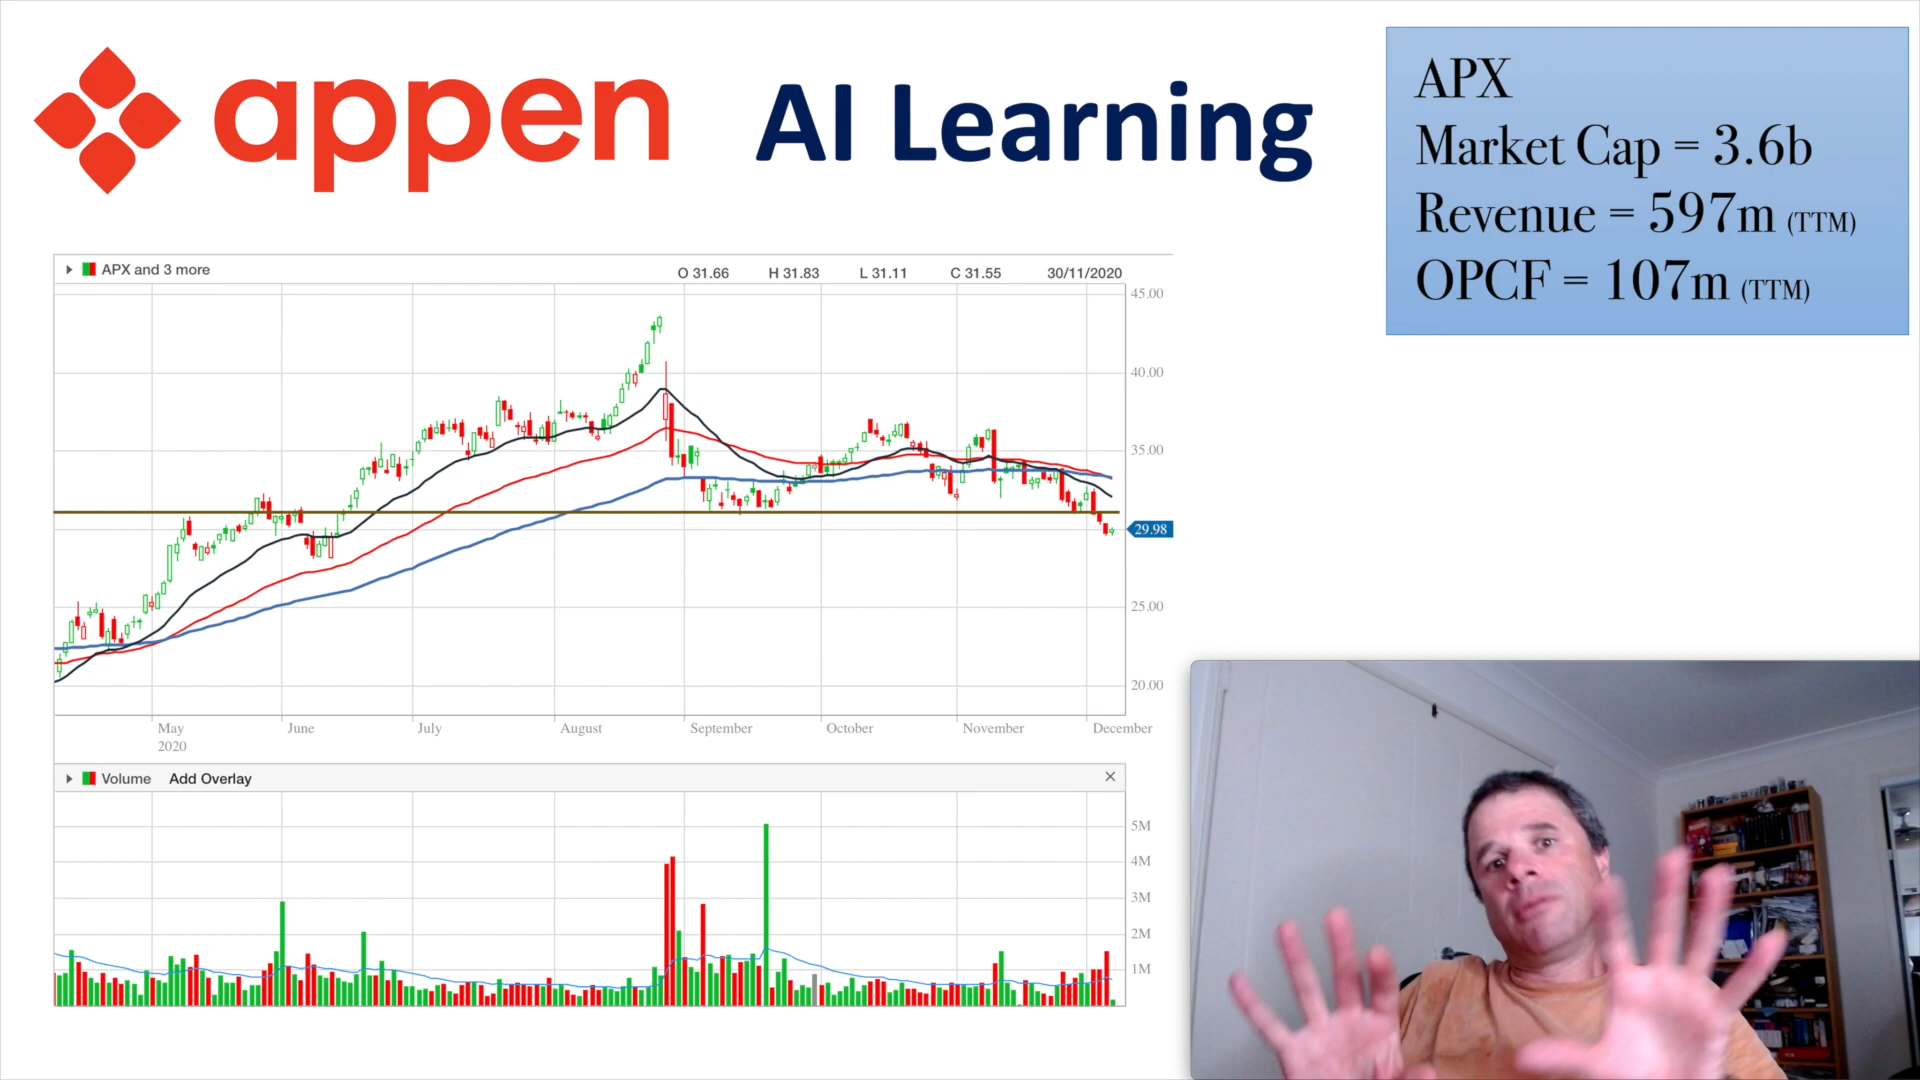 appen
AI Learning
APX
Market Cap = 3.6b
Revenue = 597m (TTM)
OPCF = 107m (TTM)
APX and 3 more
O 31.66 H 31.83 L 31.11 C 31.55 30/11/2020
45.00
40.00
35.00
29.98
25.00
20.00
May June July August September October November December
2020
Volume Add Overlay
5M
4M
3M
2M
1M